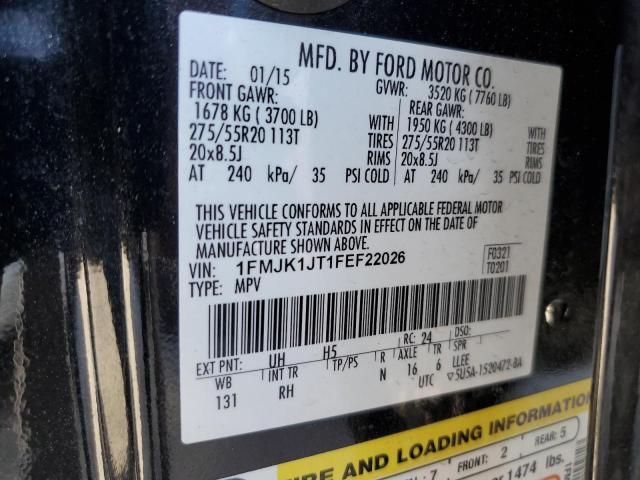 MFD. BY FORD MOTOR CO.
DATE: 01/15 GVWR: 3520 KG (7760 LB)
FRONT GAWR: REAR GAWR:
1678 KG (3700 LB) WITH 1950 KG (4300 LB) WITH
275/55R20 113T TIRES 275/55R20 113T TIRES
20x8.5J RIMS 20x8.5J RIMS
AT 240 kPa/ 35 PSI COLD AT 240 kPa/ 35 PSI COLD
THIS VEHICLE CONFORMS TO ALL APPLICABLE FEDERAL MOTOR
VEHICLE SAFETY STANDARDS IN EFFECT ON THE DATE OF
MANUFACTURE SHOWN ABOVE.
VIN: 1FMJK1JT1FEF22026 F0321
TYPE: MPV T0201
EXT PNT: UH H5 RC: 24 DSO:
WB INT TR TP/PS R AXLE TR SPR
131 RH N 16 6 LLEE
UTC ▽5U5A-1520472-BA
TIRE AND LOADING INFORMATION
7 FRONT: 2 REAR: 5
or 1474 lbs.